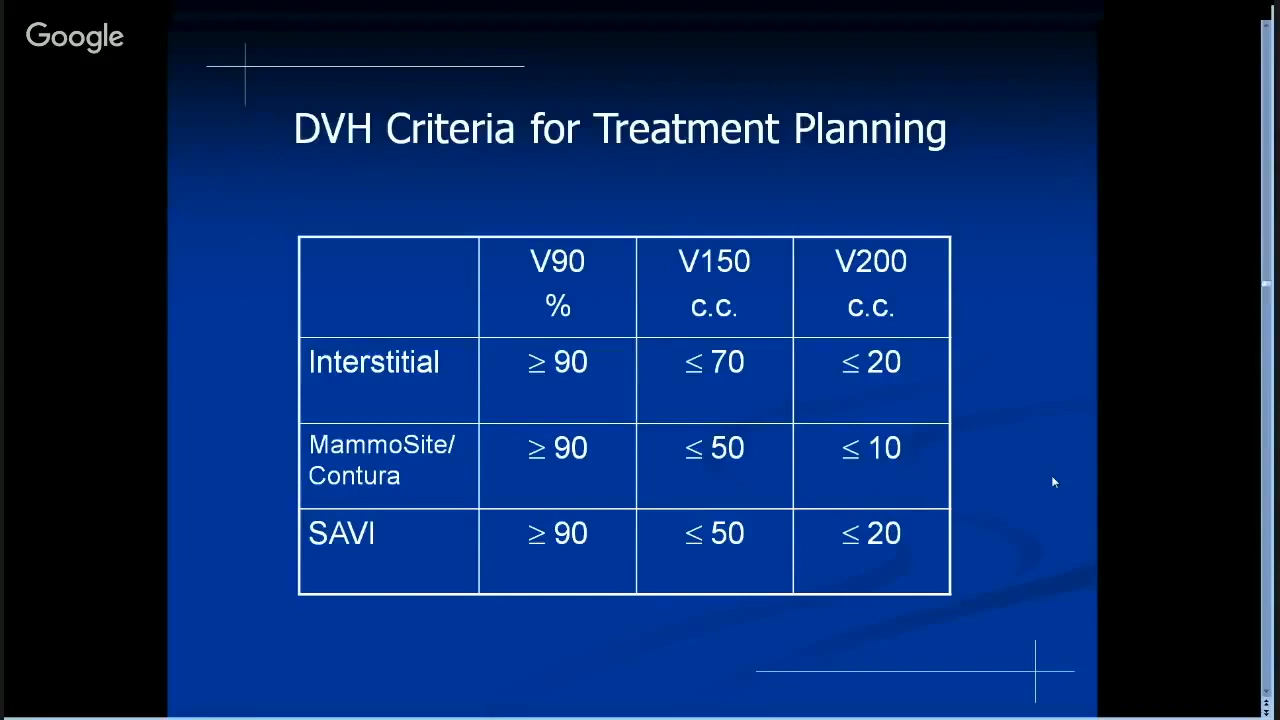 Google
DVH Criteria for Treatment Planning
V90 V150 V200
% c.c. c.c.
Interstitial ≥ 90 ≤ 70 ≤ 20
MammoSite/
Contura ≥ 90 ≤ 50 ≤ 10
SAVI ≥ 90 ≤ 50 ≤ 20